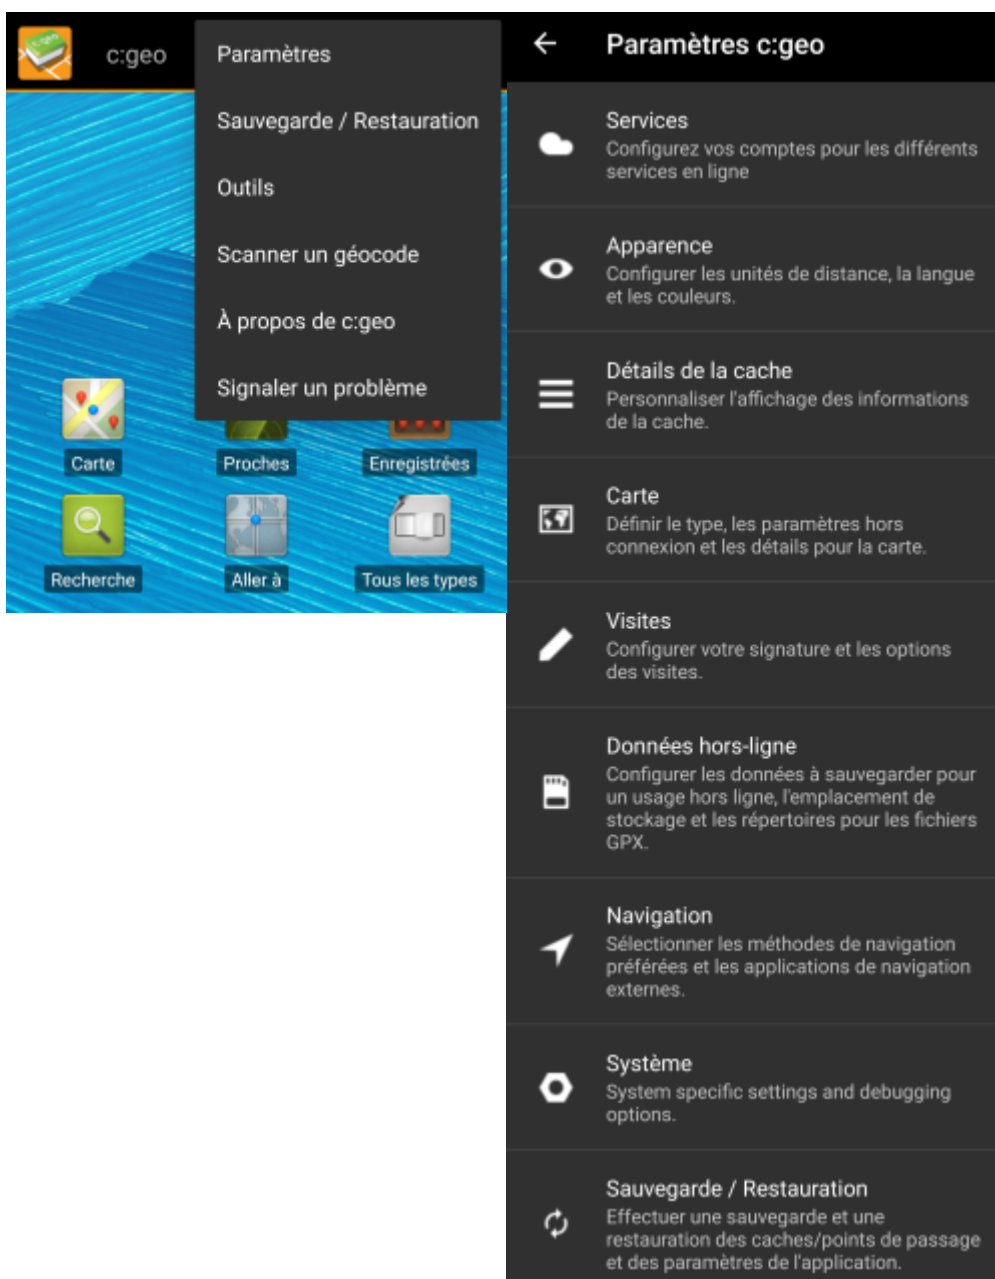 c:geo
Paramètres
Sauvegarde / Restauration
Outils
Scanner un géocode
À propos de c:geo
Signaler un problème
Carte
Proches
Enregistrées
Recherche
Aller à
Tous les types
Paramètres c:geo
Services
Configurez vos comptes pour les différents
services en ligne
Apparence
Configurer les unités de distance, la langue
et les couleurs.
Détails de la cache
Personnaliser l'affichage des informations
de la cache.
Carte
Définir le type, les paramètres hors
connexion et les détails pour la carte.
Visites
Configurer votre signature et les options
des visites.
Données hors-ligne
Configurer les données à sauvegarder pour
un usage hors ligne, l'emplacement de
stockage et les répertoires pour les fichiers
GPX.
Navigation
Sélectionner les méthodes de navigation
préférées et les applications de navigation
externes.
Système
System specific settings and debugging
options.
Sauvegarde / Restauration
Effectuer une sauvegarde et une
restauration des caches/points de passage
et des paramètres de l'application.